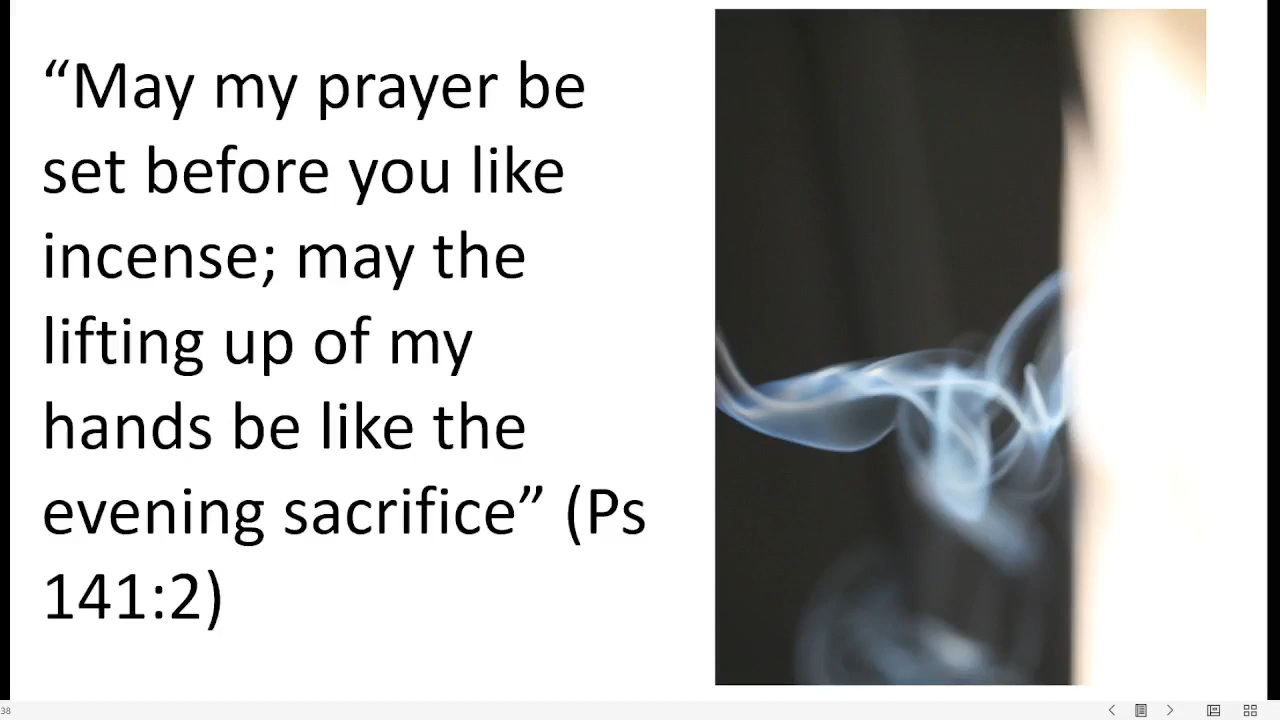 “May my prayer be
set before you like
incense; may the
lifting up of my
hands be like the
evening sacrifice” (Ps
141:2)
38